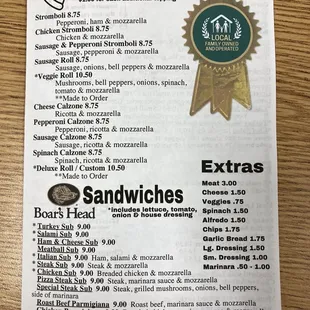 Stromboli 8.75
Pepperoni, ham & mozzarella
Chicken Stromboli 8.75
Chicken & mozzarella
Sausage & Pepperoni Stromboli 8.75
Sausage, pepperoni & mozzarella
Sausage Roll 8.75
Sausage, onions, bell peppers & mozzarella
*Veggie Roll 10.50
Mushrooms, bell peppers, onions, spinach,
tomato & mozzarella
**Made to Order
Cheese Calzone 8.75
Ricotta & mozzarella
Pepperoni Calzone 8.75
Pepperoni, ricotta & mozzarella
Sausage Calzone 8.75
Sausage, ricotta & mozzarella
Spinach Calzone 8.75
Spinach, ricotta & mozzarella
*Deluxe Roll / Custom 10.50
**Made to Order
LOCAL
FAMILY OWNED
AND OPERATED
Extras
Meat 3.00
Cheese 1.50
Veggies .75
Spinach 1.50
Alfredo 1.50
Chips 1.75
Garlic Bread 1.75
Lg. Dressing 1.50
Sm. Dressing 1.00
Marinara .50 - 1.00
Boar's Head
Sandwiches
*includes lettuce, tomato,
onion & house dressing
* Turkey Sub 9.00
* Salami Sub 9.00
* Ham & Cheese Sub 9.00
Meatball Sub 9.00
* Italian Sub 9.00 Ham, salami & mozzarella
* Steak Sub 9.00 Steak & mozzarella
* Chicken Sub 9.00 Breaded chicken & mozzarella
Pizza Steak Sub 9.00 Steak, marinara sauce & mozzarella
Special Steak Sub 9.00 Steak, grilled mushrooms, onions, bell peppers,
side of marinara
Roast Beef Parmigiana 9.00 Roast beef, marinara sauce & mozzarella